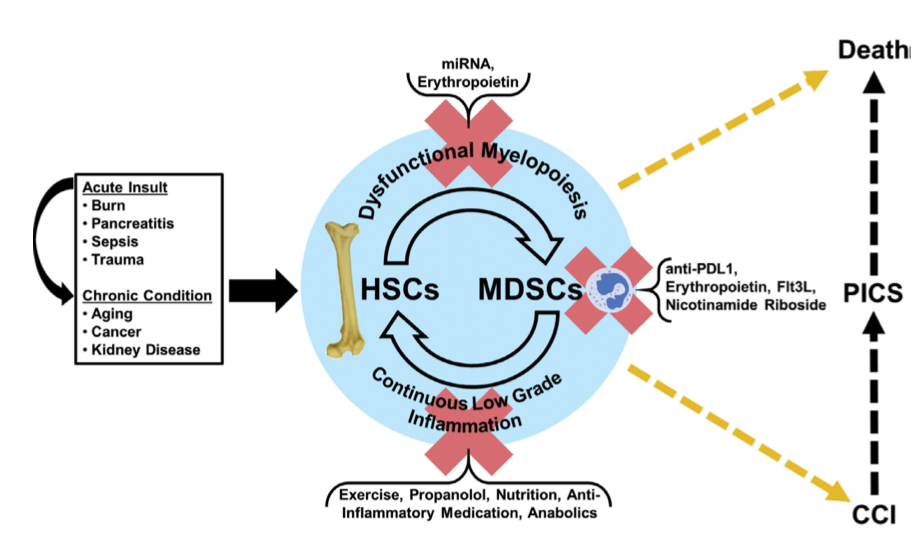 miRNA,
Erythropoietin
Death
Dysfunctional Myelopoiesis
Acute Insult
• Burn
• Pancreatitis
• Sepsis
• Trauma
Chronic Condition
• Aging
• Cancer
• Kidney Disease
HSCs
MDSCs
anti-PDL1,
Erythropoietin, Flt3L,
Nicotinamide Riboside
PICS
Continuous Low Grade
Inflammation
Exercise, Propanolol, Nutrition, Anti-
Inflammatory Medication, Anabolics
CCI